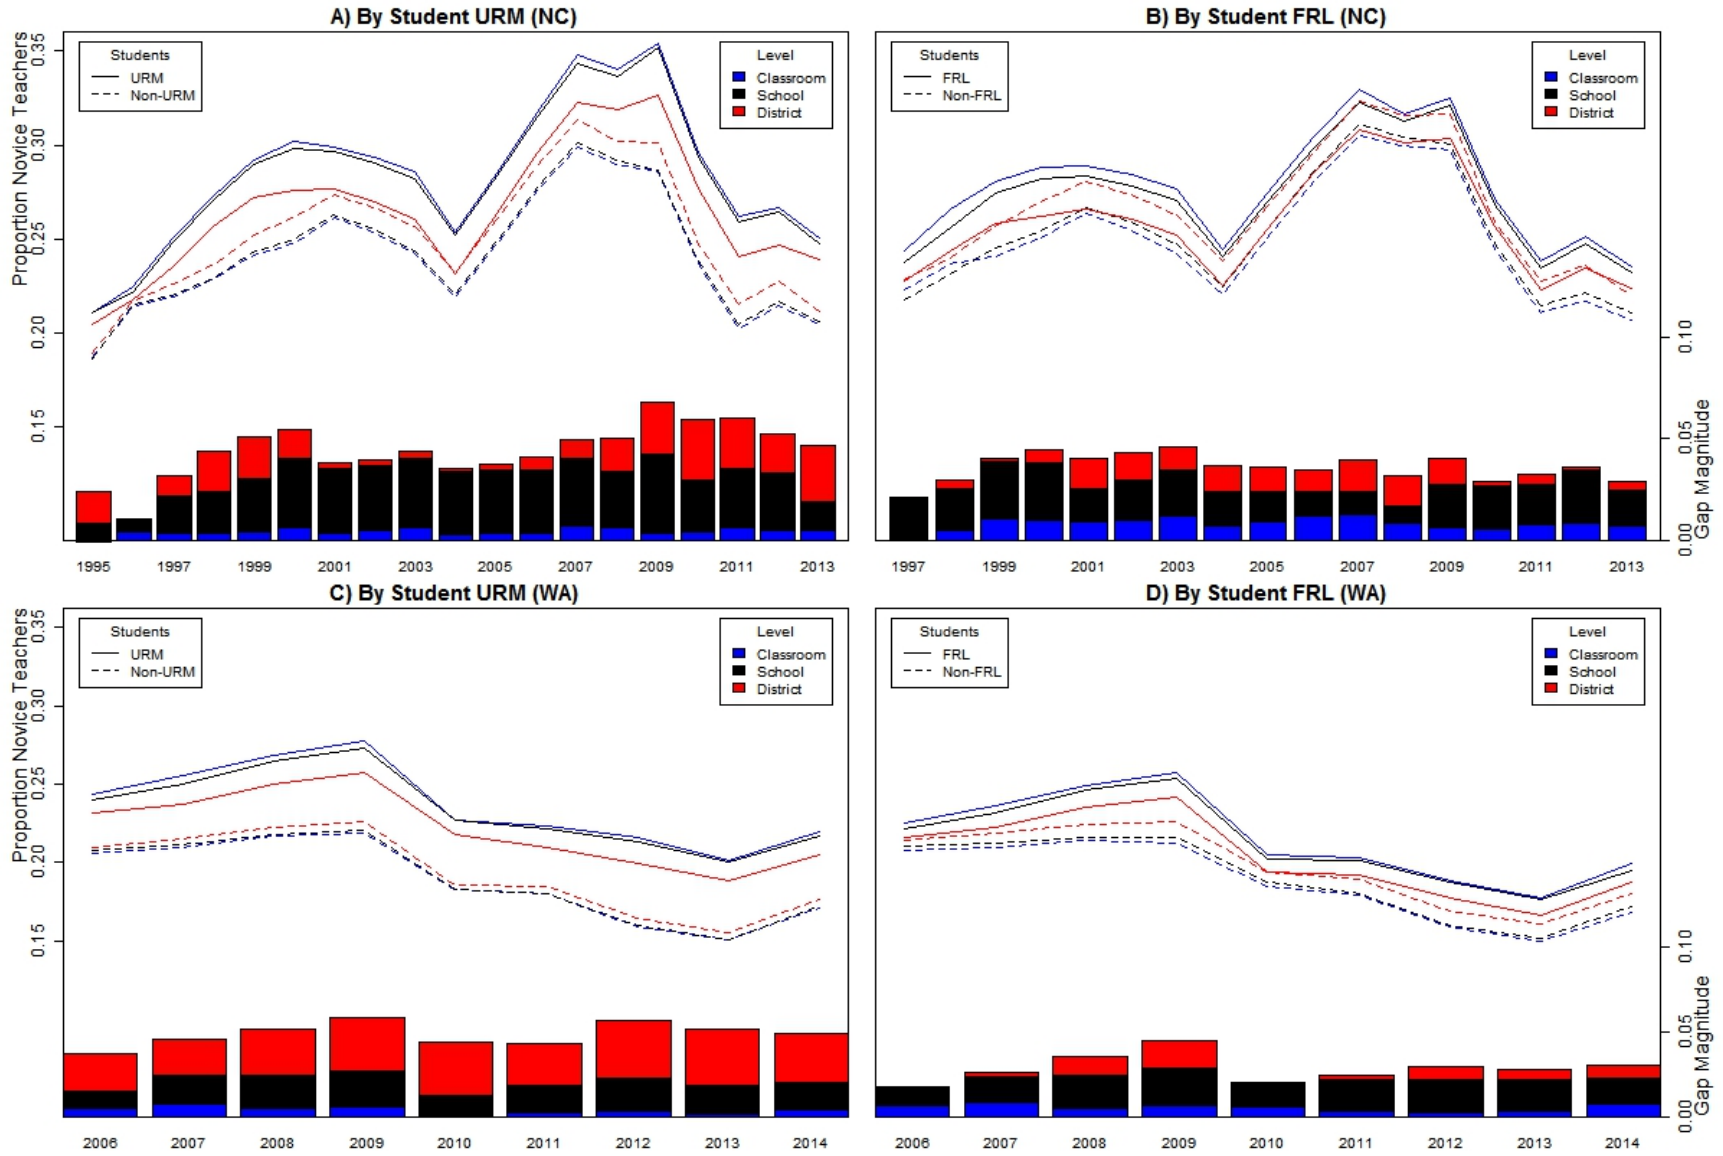 A) By Student URM (NC)
Proportion Novice Teachers
0.35
0.30
0.25
0.20
0.15
Students
URM
Non-URM
Level
Classroom
School
District
1995 1997 1999 2001 2003 2005 2007 2009 2011 2013
B) By Student FRL (NC)
Students
FRL
Non-FRL
Level
Classroom
School
District
0.10
0.05
0.00
Gap Magnitude
1997 1999 2001 2003 2005 2007 2009 2011 2013
C) By Student URM (WA)
Proportion Novice Teachers
0.35
0.30
0.25
0.20
0.15
Students
URM
Non-URM
Level
Classroom
School
District
2006 2007 2008 2009 2010 2011 2012 2013 2014
D) By Student FRL (WA)
Students
FRL
Non-FRL
Level
Classroom
School
District
0.10
0.05
0.00
Gap Magnitude
2006 2007 2008 2009 2010 2011 2012 2013 2014